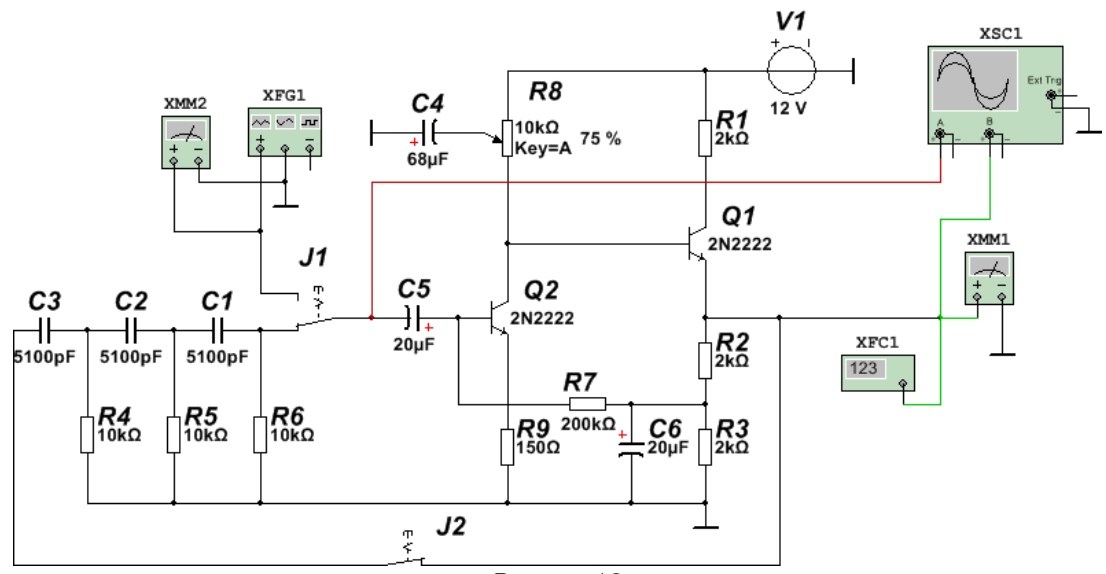 V1
12 V
XSC1
Ext Trig
A
B
XMM2
XFG1
C4
68µF
R8
10kΩ
Key=A
75 %
R1
2kΩ
Q1
2N2222
XMM1
J1
C3
5100pF
C2
5100pF
C1
5100pF
C5
20µF
Q2
2N2222
R2
2kΩ
XFC1
123
R7
200kΩ
R4
10kΩ
R5
10kΩ
R6
10kΩ
R9
150Ω
C6
20µF
R3
2kΩ
J2